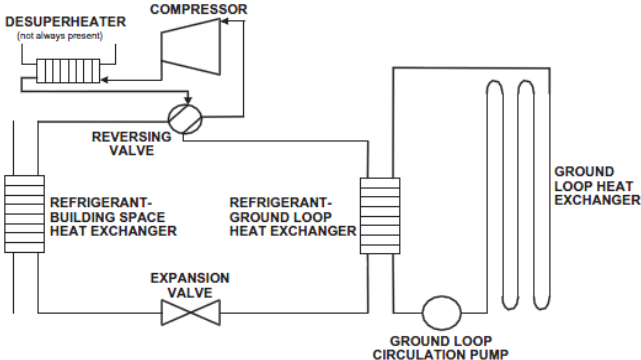 COMPRESSOR
DESUPERHEATER
(not always present)
REVERSING
VALVE
REFRIGERANT-
BUILDING SPACE
HEAT EXCHANGER
REFRIGERANT-
GROUND LOOP
HEAT EXCHANGER
GROUND
LOOP HEAT
EXCHANGER
EXPANSION
VALVE
GROUND LOOP
CIRCULATION PUMP